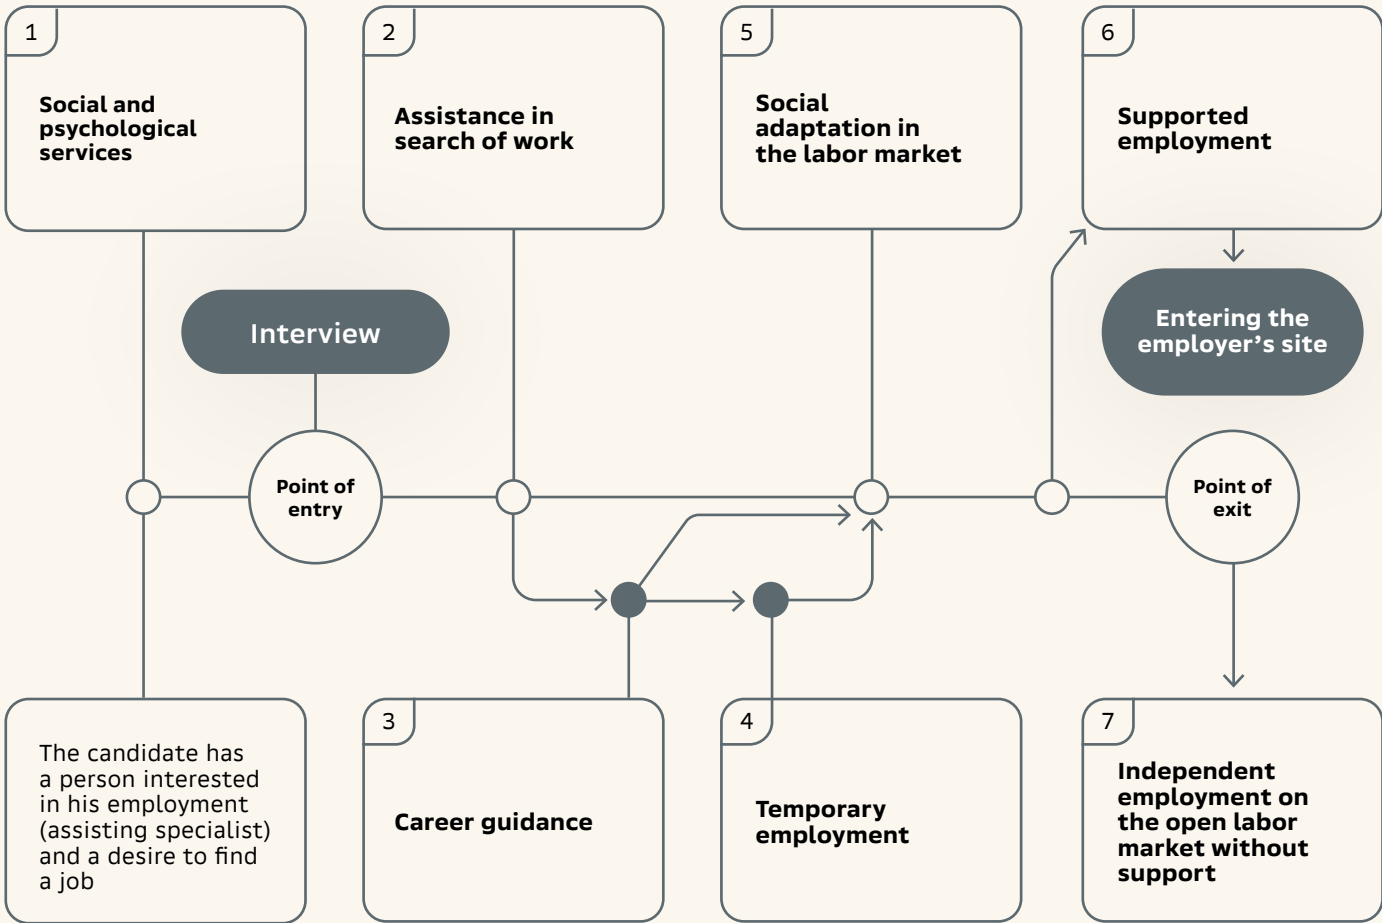 1
Social and
psychological
services
2
Assistance in
search of work
5
Social
adaptation in
the labor market
6
Supported
employment
Interview
Entering the
employer’s site
Point of
entry
Point of
exit
The candidate has
a person interested
in his employment
(assisting specialist)
and a desire to find
a job
3
Career guidance
4
Temporary
employment
7
Independent
employment on
the open labor
market without
support